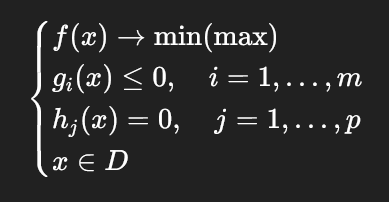 f(x) → min(max)
gᵢ(x) ≤ 0, i = 1, . . . , m
hⱼ(x) = 0, j = 1, . . . , p
x ∈ D